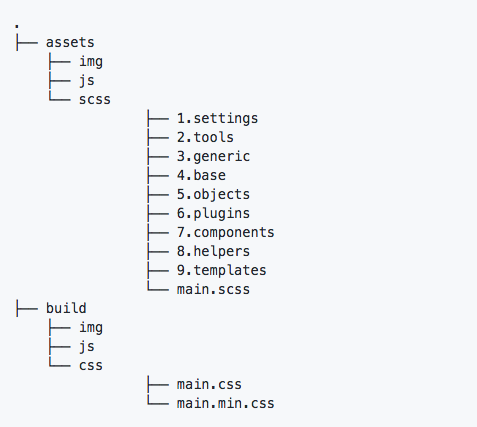 .
├── assets
    ├── img
    ├── js
    └── scss
                ├── 1.settings
                ├── 2.tools
                ├── 3.generic
                ├── 4.base
                ├── 5.objects
                ├── 6.plugins
                ├── 7.components
                ├── 8.helpers
                ├── 9.templates
                └── main.scss
├── build
    ├── img
    ├── js
    └── css
                ├── main.css
                └── main.min.css